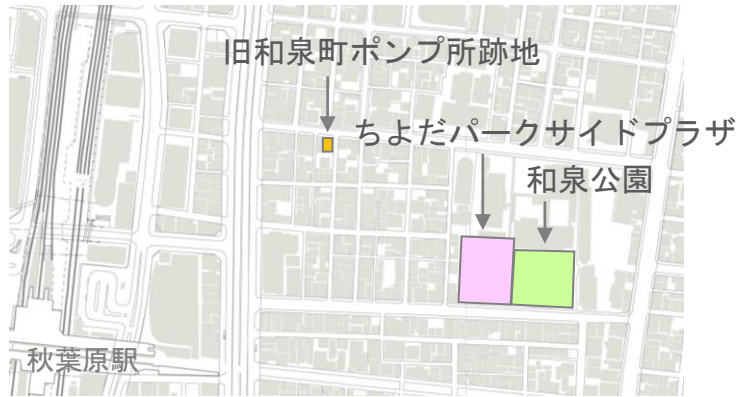 旧和泉町ポンプ所跡地
ちよだパークサイドプラザ
和泉公園
秋葉原駅